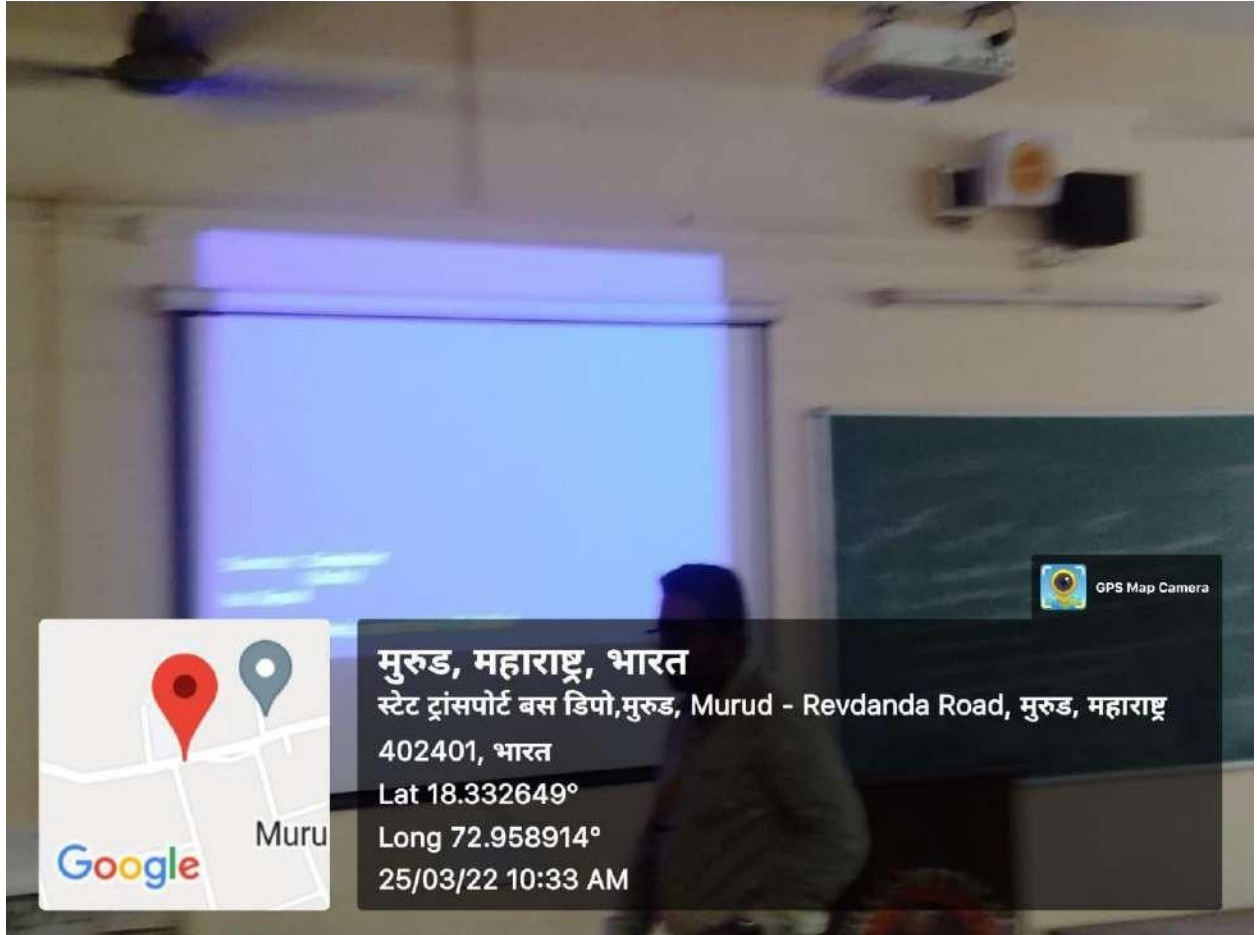 GPS Map Camera
मुरुड, महाराष्ट्र, भारत
स्टेट ट्रांसपोर्ट बस डिपो,मुरुड, Murud - Revdanda Road, मुरुड, महाराष्ट्र
402401, भारत
Lat 18.332649°
Long 72.958914°
25/03/22 10:33 AM
Muru
Google